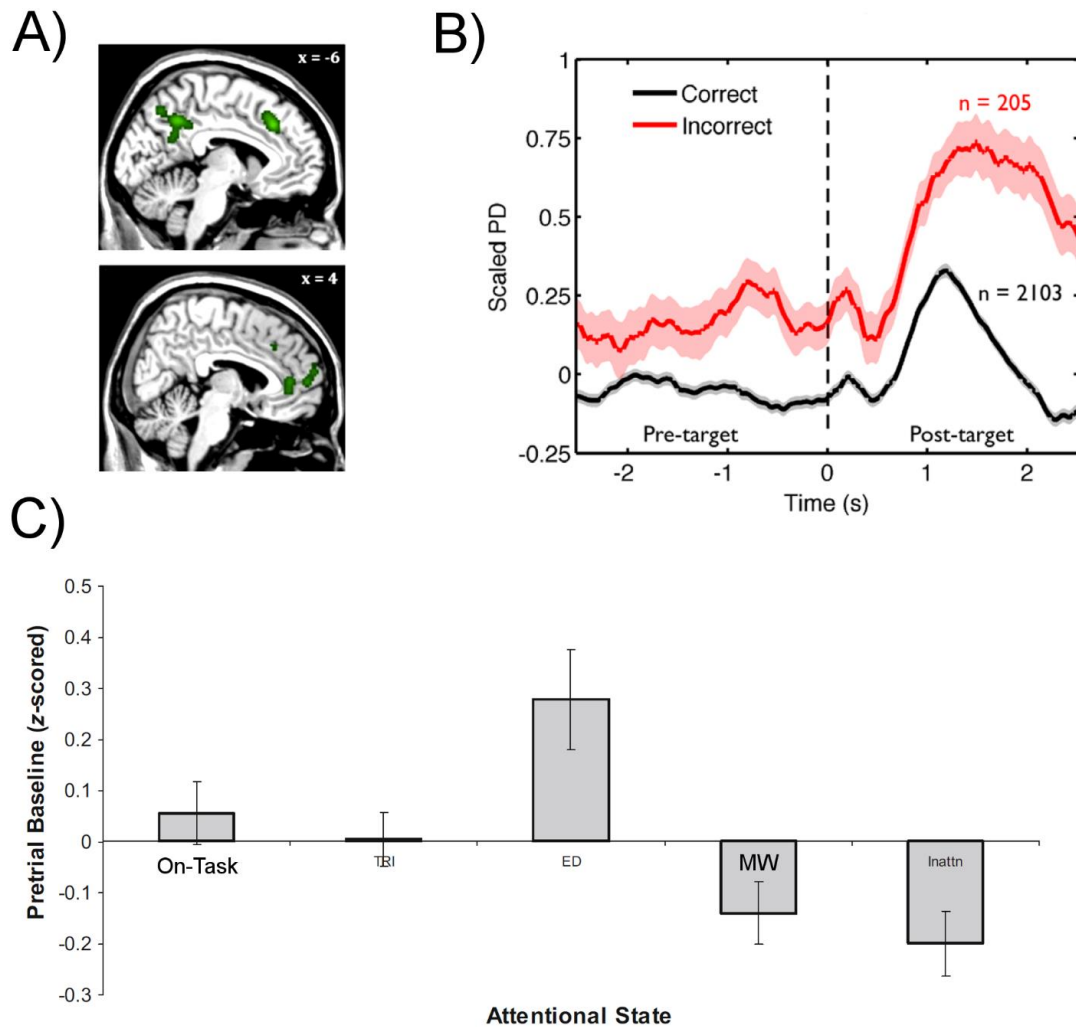 A)
x = -6
x = 4
B)
1
0.75
0.5
0.25
0
-0.25
Scaled PD
Correct
Incorrect
n = 205
n = 2103
Pre-target
Post-target
-2
-1
0
1
2
Time (s)
C)
0.5
0.4
0.3
0.2
0.1
0
-0.1
-0.2
-0.3
Pretrial Baseline (z-scored)
On-Task
TRI
ED
MW
Inattn
Attentional State